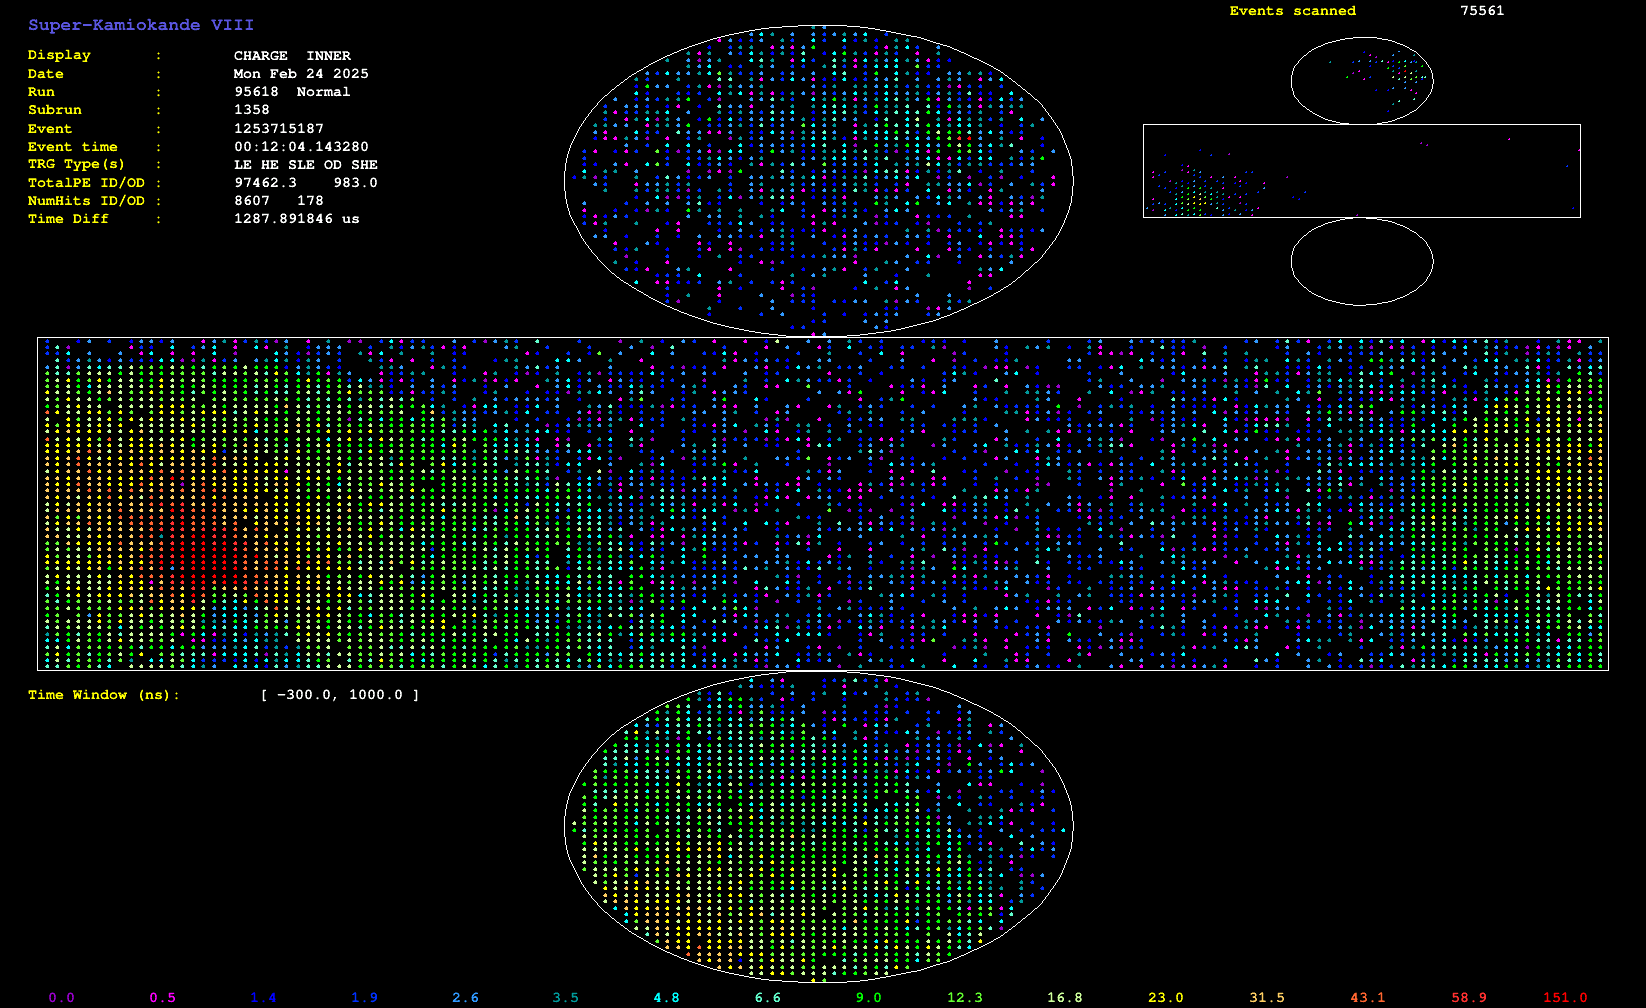 Super-Kamiokande VIII
Events scanned 75561
Display : CHARGE INNER
Date : Mon Feb 24 2025
Run : 95618 Normal
Subrun : 1358
Event : 1253715187
Event time : 00:12:04.143280
TRG Type(s) : LE HE SLE OD SHE
TotalPE ID/OD : 97462.3 983.0
NumHits ID/OD : 8607 178
Time Diff : 1287.891846 us
Time Window (ns): [ -300.0, 1000.0 ]
0.0 0.5 1.4 1.9 2.6 3.5 4.8 6.6 9.0 12.3 16.8 23.0 31.5 43.1 58.9 151.0